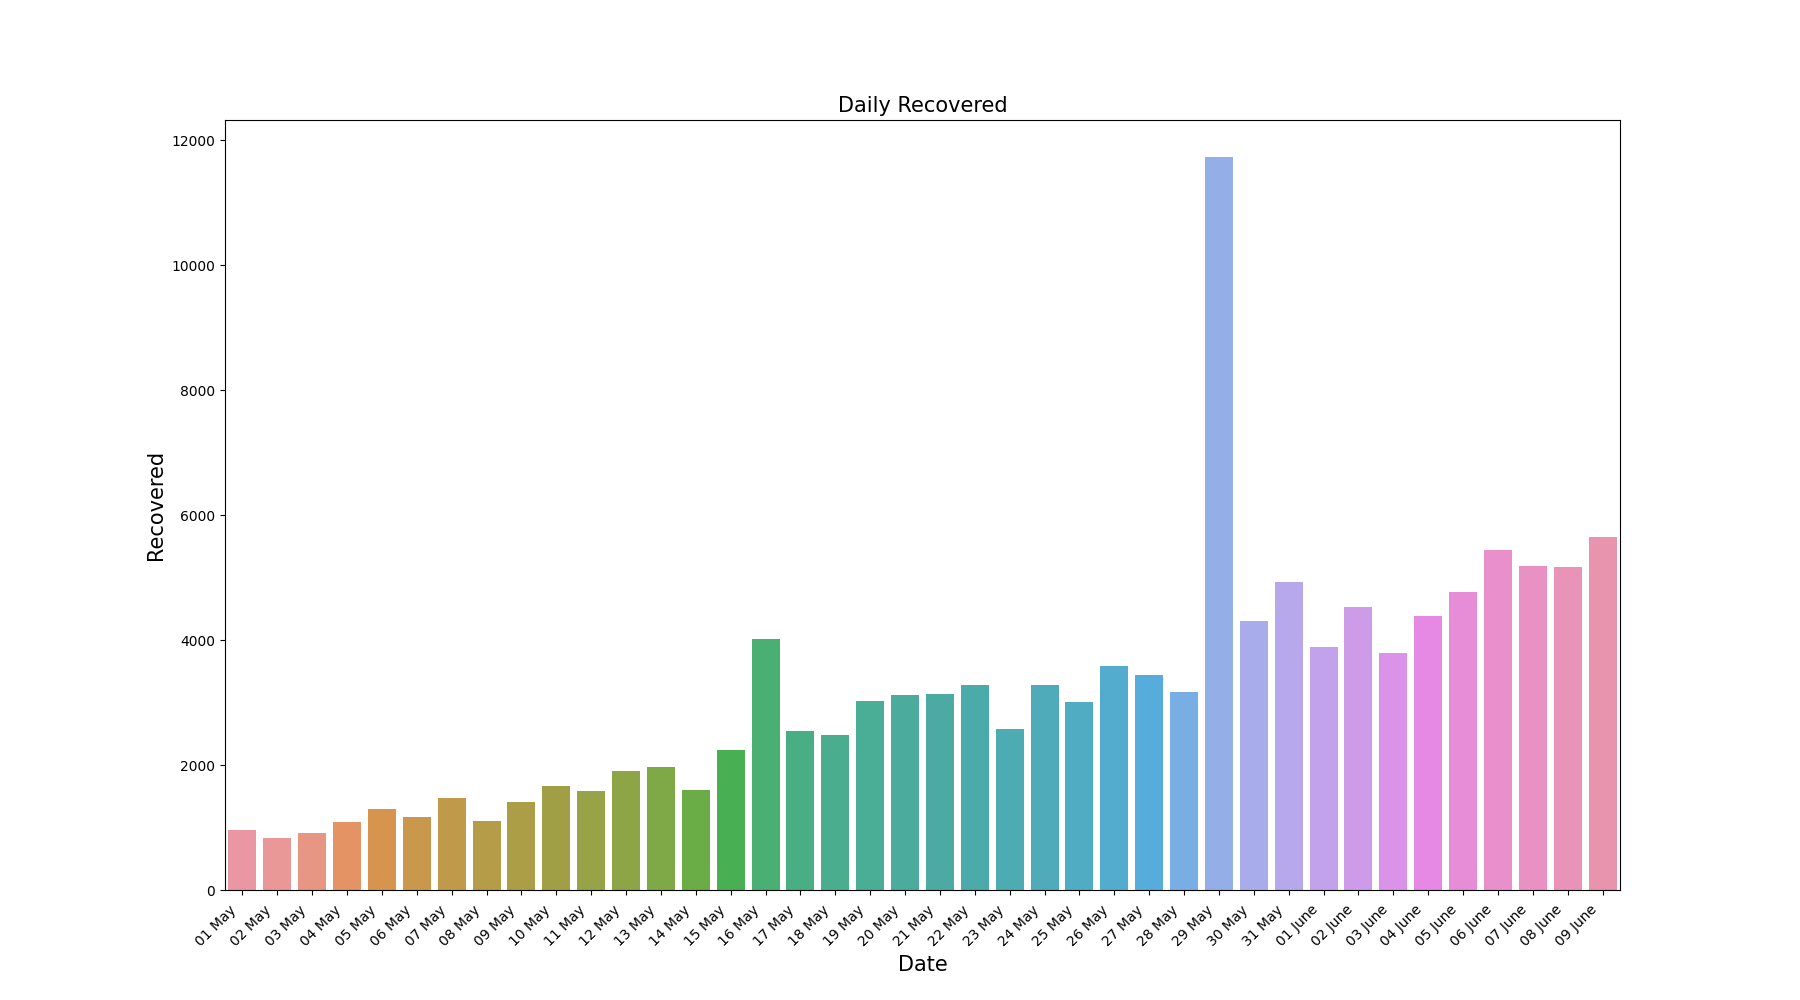 Daily Recovered
12000
10000
8000
6000
4000
2000
0
Recovered
01 May
02 May
03 May
04 May
05 May
06 May
07 May
08 May
09 May
10 May
11 May
12 May
13 May
14 May
15 May
16 May
17 May
18 May
19 May
20 May
21 May
22 May
23 May
24 May
25 May
26 May
27 May
28 May
29 May
30 May
31 May
01 June
02 June
03 June
04 June
05 June
06 June
07 June
08 June
09 June
Date